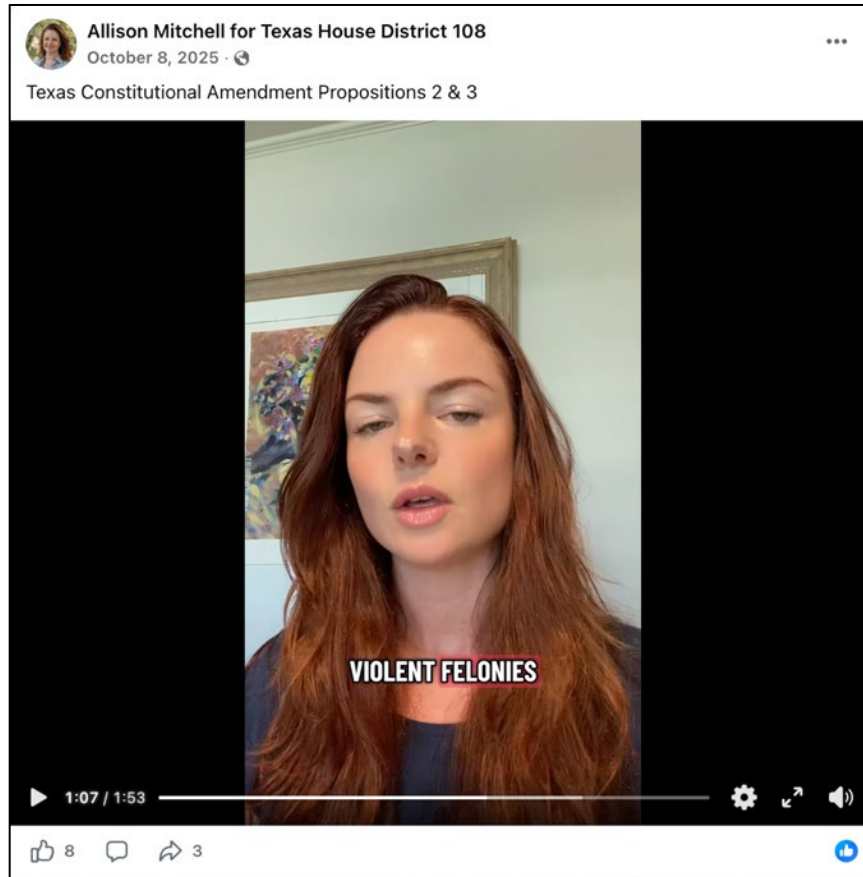 Allison Mitchell for Texas House District 108
October 8, 2025 ·
Texas Constitutional Amendment Propositions 2 & 3
VIOLENT FELONIES
1:07 / 1:53
8 3